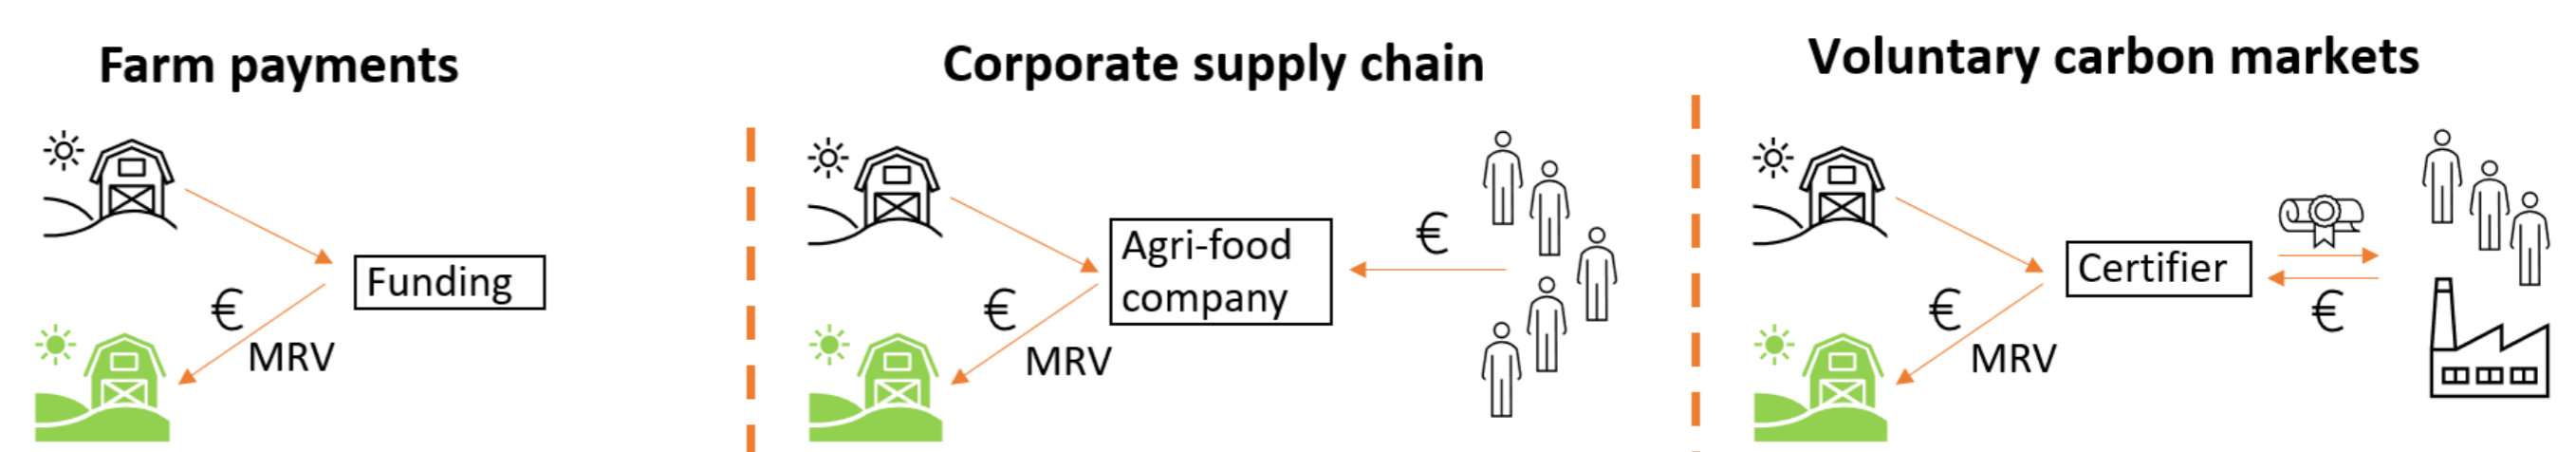 Farm payments
Funding
€
MRV
Corporate supply chain
Agri-food
company
€
€
MRV
Voluntary carbon markets
Certifier
€
€
MRV